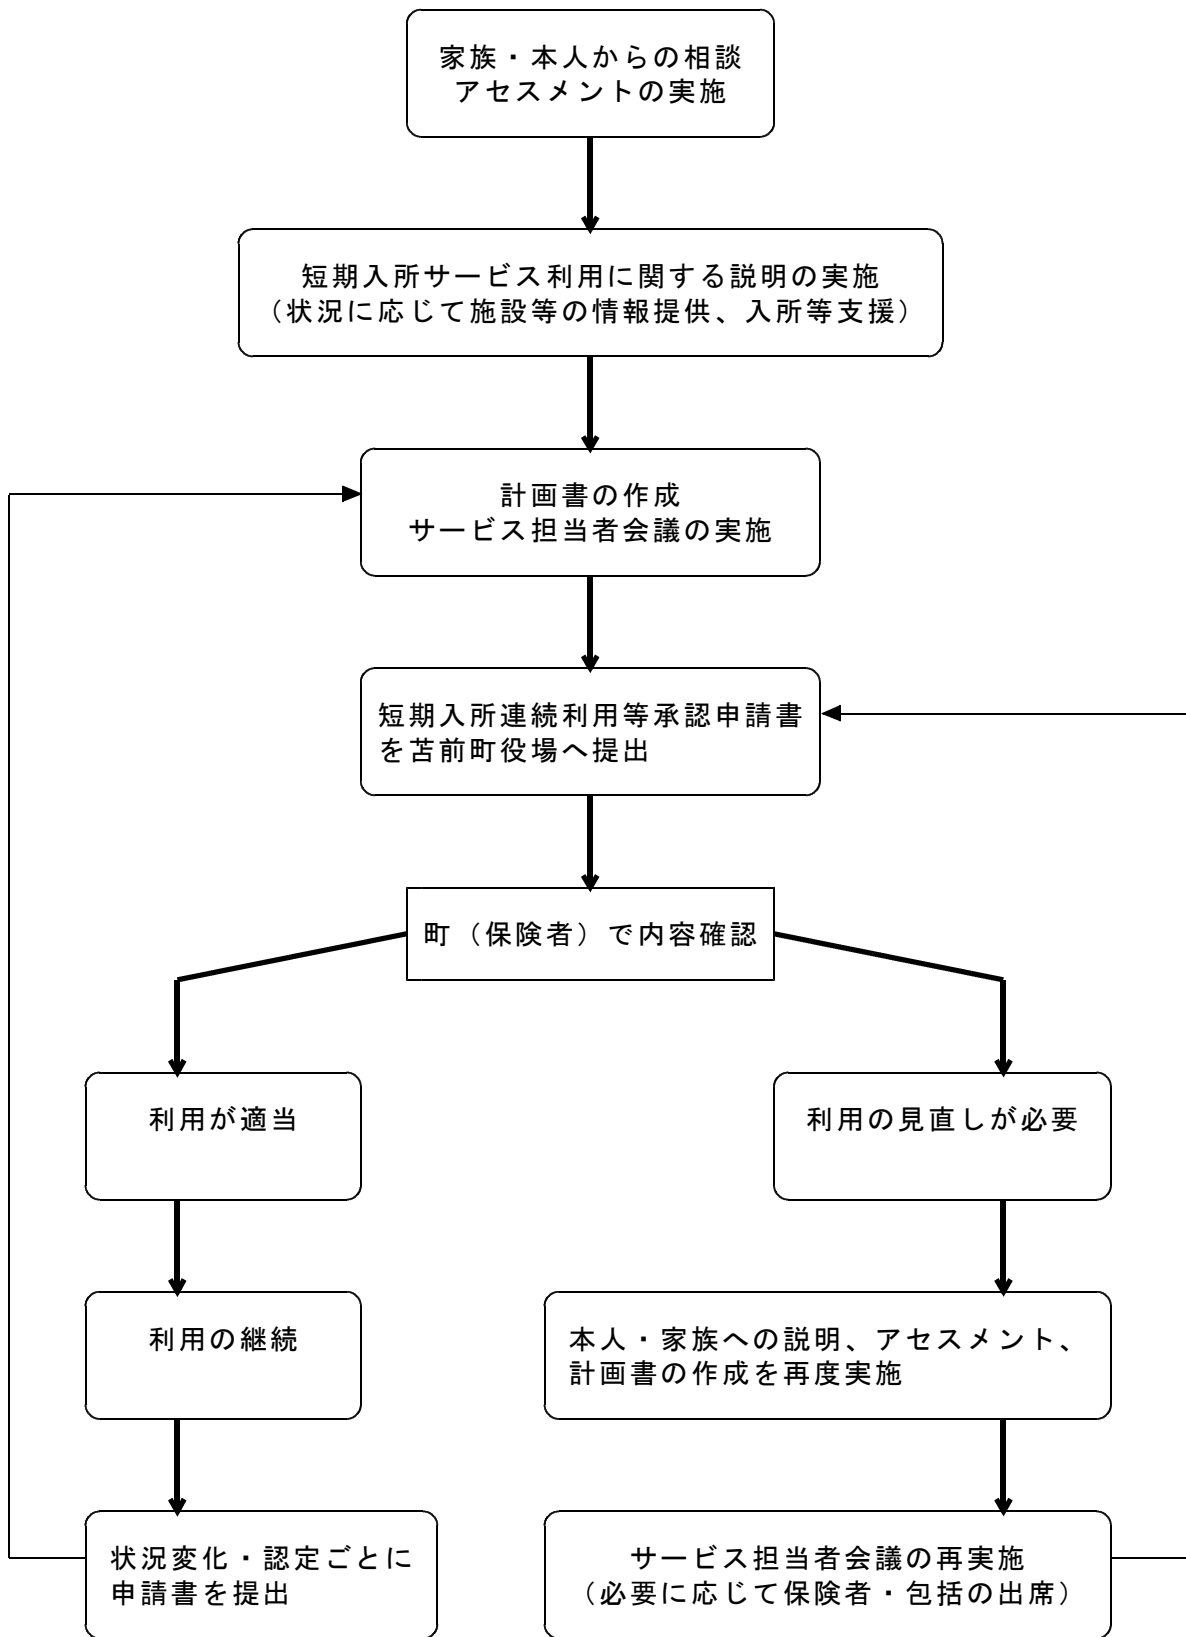 家族・本人からの相談
アセスメントの実施
短期入所サービス利用に関する説明の実施
（状況に応じて施設等の情報提供、入所等支援）
計画書の作成
サービス担当者会議の実施
短期入所連続利用等承認申請書
を苫前町役場へ提出
町（保険者）で内容確認
利用が適当
利用の見直しが必要
利用の継続
本人・家族への説明、アセスメント、
計画書の作成を再度実施
状況変化・認定ごとに
申請書を提出
サービス担当者会議の再実施
（必要に応じて保険者・包括の出席）